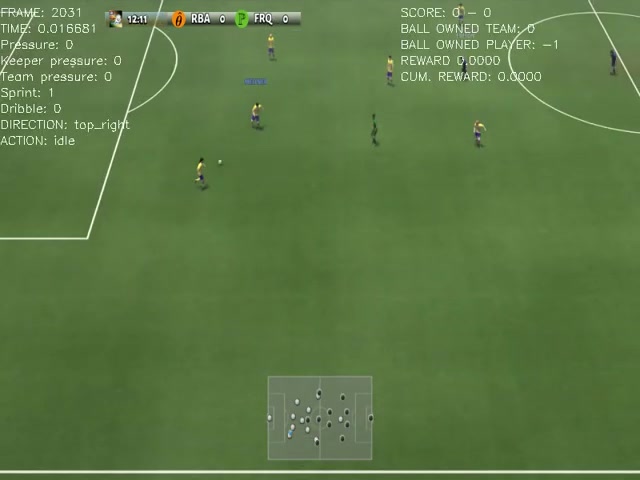 FRAME: 2031
TIME: 0.016681
Pressure: 0
Keeper pressure: 0
Team pressure: 0
Sprint: 1
Dribble: 0
DIRECTION: top_right
ACTION: idle
12:11 RBA 0 FRQ 0
SCORE: 0 - 0
BALL OWNED TEAM: 0
BALL OWNED PLAYER: -1
REWARD 0.0000
CUM. REWARD: 0.0000